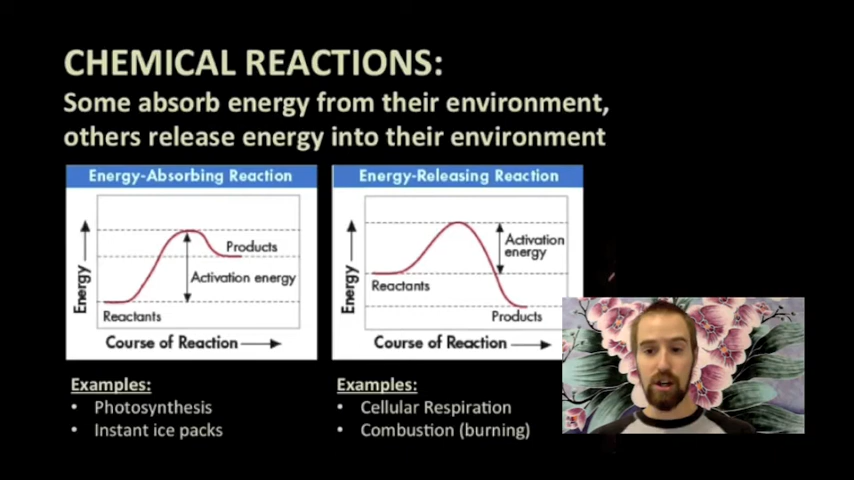 CHEMICAL REACTIONS:
Some absorb energy from their environment,
others release energy into their environment
Energy-Absorbing Reaction
Energy
Products
Activation energy
Reactants
Course of Reaction
Energy-Releasing Reaction
Energy
Activation
energy
Reactants
Products
Course of Reaction
Examples:
• Photosynthesis
• Instant ice packs
Examples:
• Cellular Respiration
• Combustion (burning)